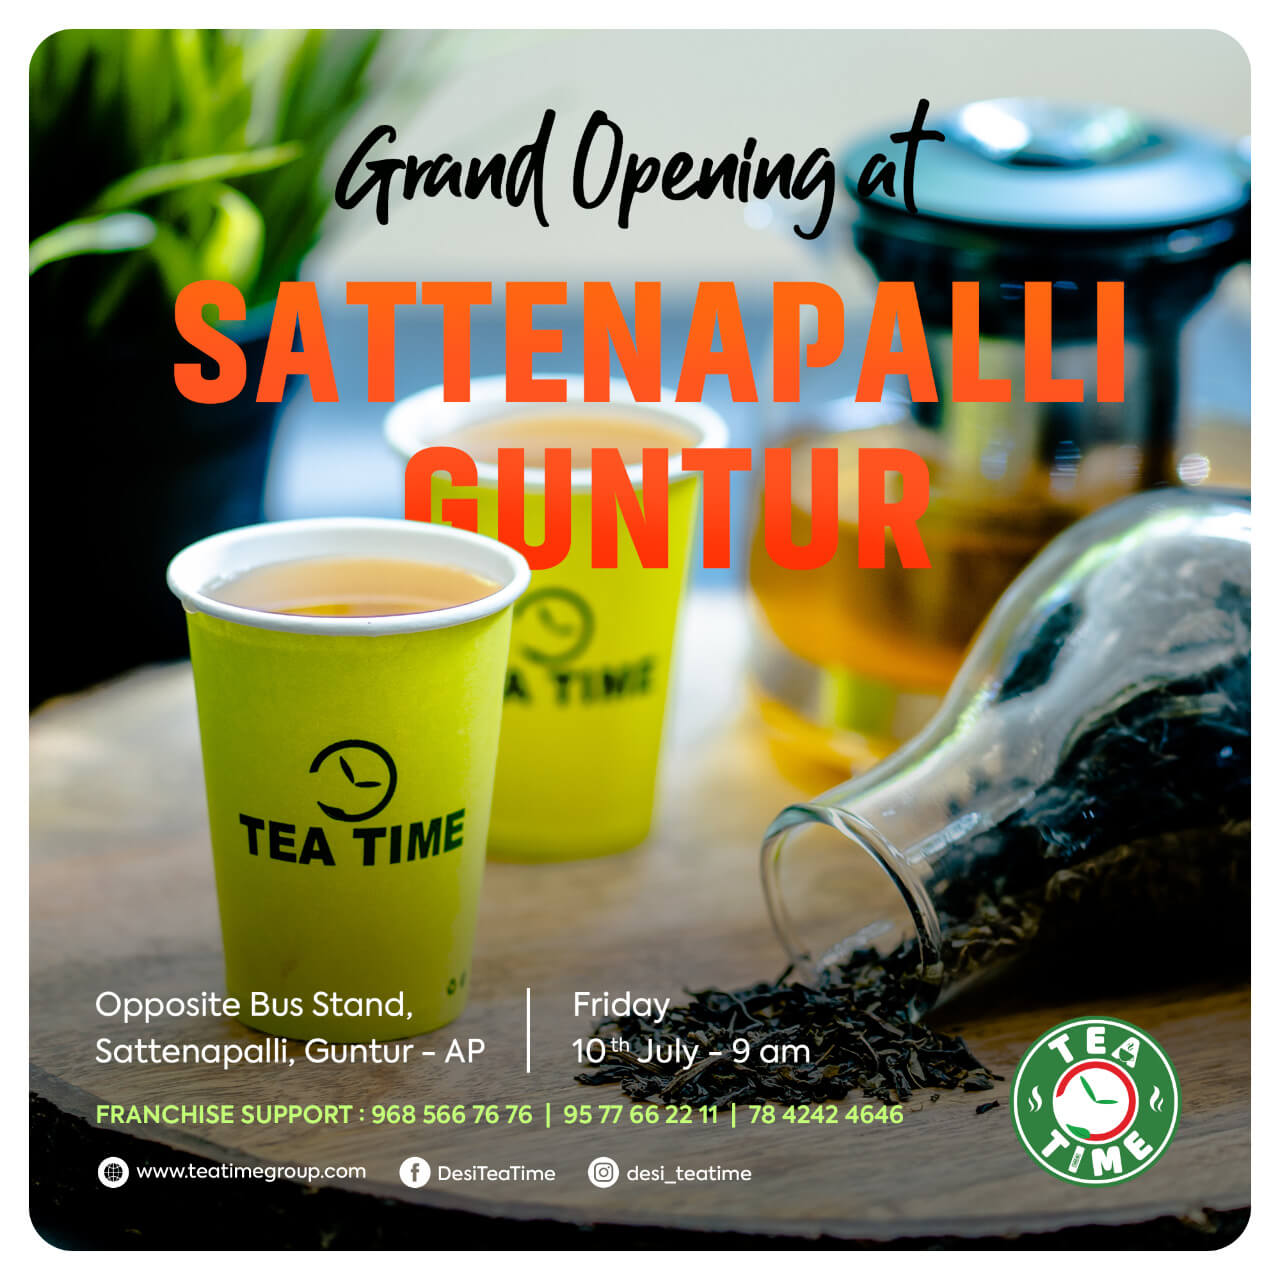 Grand Opening at
SATTENAPALLI
GUNTUR
TEA TIME
A TIME
Opposite Bus Stand,
Sattenapalli, Guntur - AP
Friday
10th July - 9 am
FRANCHISE SUPPORT : 968 566 76 76 | 95 77 66 22 11 | 78 4242 4646
www.teatimegroup.com
DesiTeaTime
desi_teatime
TEA
TIME